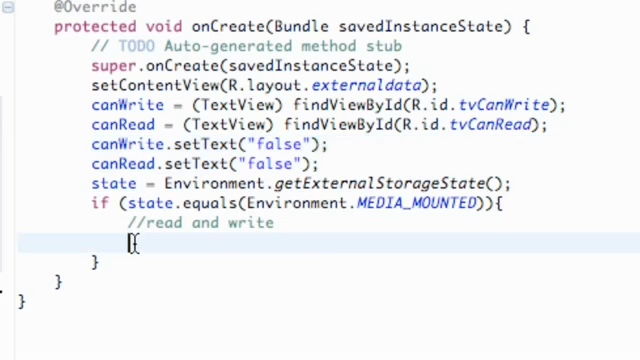 @Override
protected void onCreate(Bundle savedInstanceState) {
// TODO Auto-generated method stub
super.onCreate(savedInstanceState);
setContentView(R.layout.externaldata);
canWrite = (TextView) findViewById(R.id.tvCanWrite);
canRead = (TextView) findViewById(R.id.tvCanRead);
canWrite.setText("false");
canRead.setText("false");
state = Environment.getExternalStorageState();
if (state.equals(Environment.MEDIA_MOUNTED)){
//read and write
}
}
}